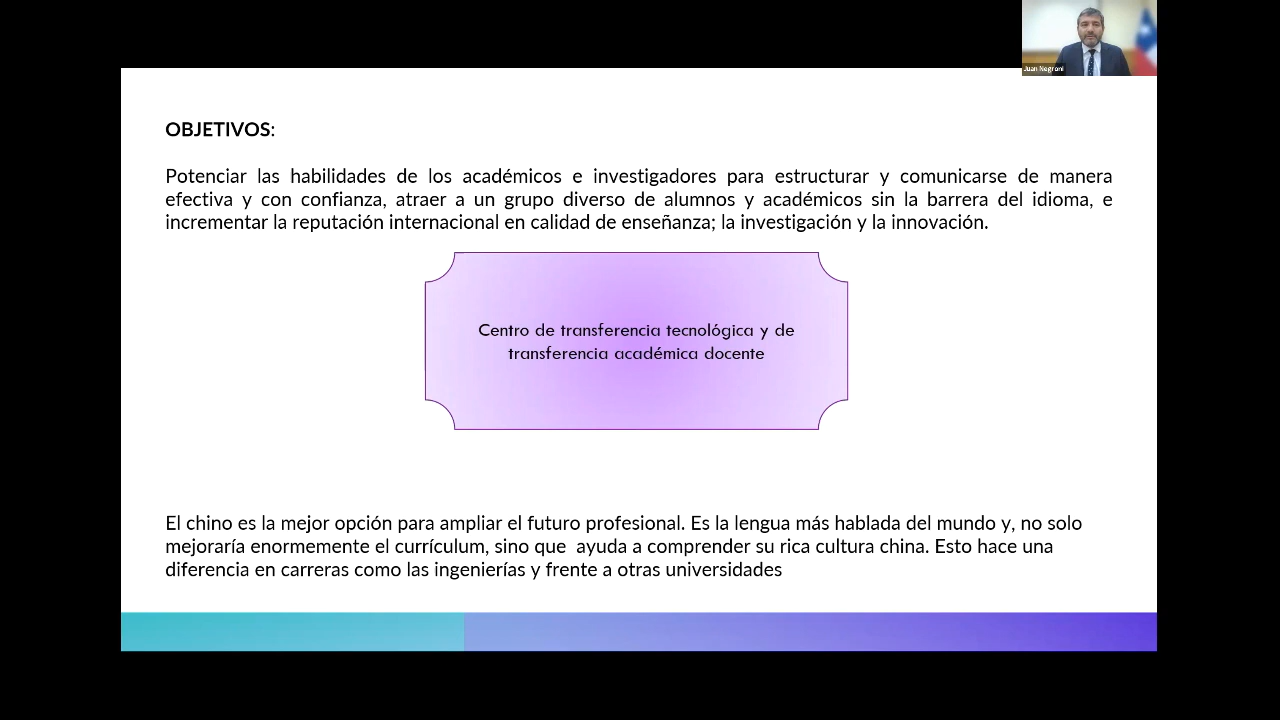 Juan Negroni
OBJETIVOS:
Potenciar las habilidades de los académicos e investigadores para estructurar y comunicarse de manera
efectiva y con confianza, atraer a un grupo diverso de alumnos y académicos sin la barrera del idioma, e
incrementar la reputación internacional en calidad de enseñanza; la investigación y la innovación.
Centro de transferencia tecnológica y de
transferencia académica docente
El chino es la mejor opción para ampliar el futuro profesional. Es la lengua más hablada del mundo y, no solo
mejoraría enormemente el currículum, sino que  ayuda a comprender su rica cultura china. Esto hace una
diferencia en carreras como las ingenierías y frente a otras universidades